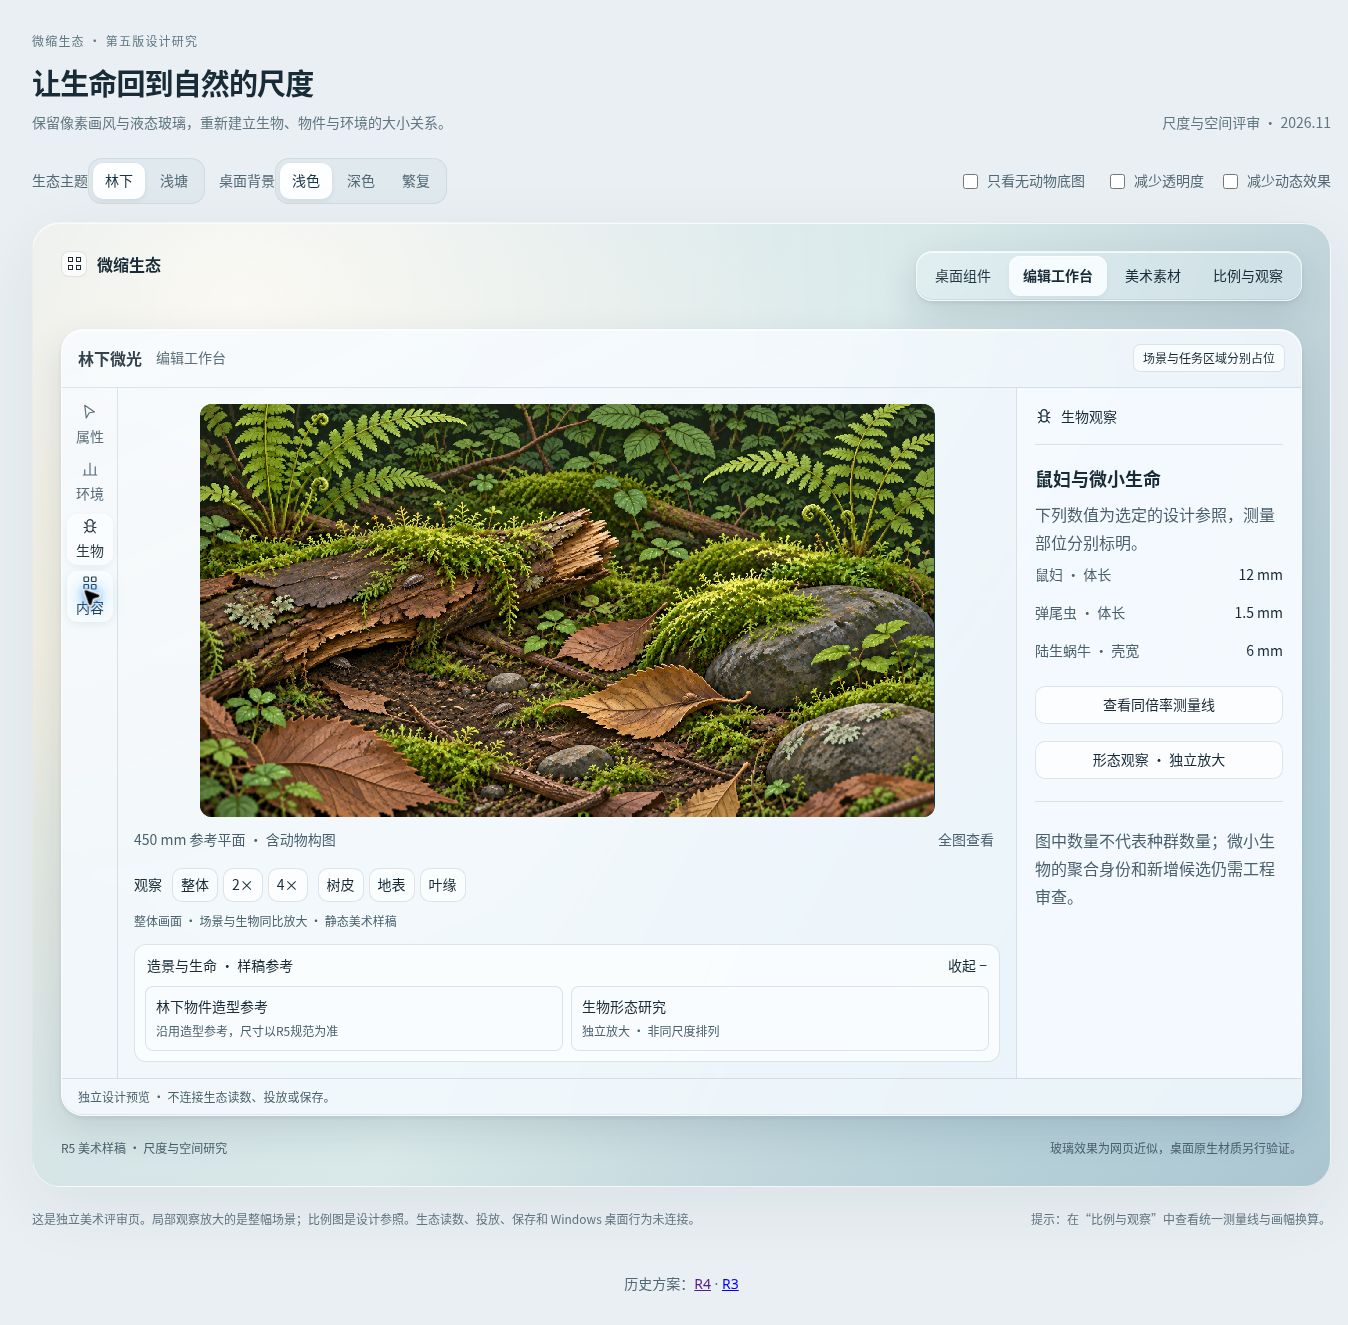 微缩生态 · 第五版设计研究
让生命回到自然的尺度
保留像素画风与液态玻璃，重新建立生物、物件与环境的大小关系。
尺度与空间评审 · 2026.11
生态主题 林下 浅塘 桌面背景 浅色 深色 繁复
只看无动物底图 减少透明度 减少动态效果
微缩生态
桌面组件 编辑工作台 美术素材 比例与观察
林下微光 编辑工作台
场景与任务区域分别占位
属性
环境
生物
内容
450 mm 参考平面 · 含动物构图
全图查看
观察 整体 2× 4× 树皮 地表 叶缘
整体画面 · 场景与生物同比放大 · 静态美术样稿
造景与生命 · 样稿参考
收起 −
林下物件造型参考
沿用造型参考，尺寸以R5规范为准
生物形态研究
独立放大 · 非同尺度排列
生物观察
鼠妇与微小生命
下列数值为选定的设计参照，测量
部位分别标明。
鼠妇 · 体长 12 mm
弹尾虫 · 体长 1.5 mm
陆生蜗牛 · 壳宽 6 mm
查看同倍率测量线
形态观察 · 独立放大
图中数量不代表种群数量；微小生
物的聚合身份和新增候选仍需工程
审查。
独立设计预览 · 不连接生态读数、投放或保存。
R5 美术样稿 · 尺度与空间研究
玻璃效果为网页近似，桌面原生材质另行验证。
这是独立美术评审页。局部观察放大的是整幅场景；比例图是设计参照。生态读数、投放、保存和 Windows 桌面行为未连接。
提示：在“比例与观察”中查看统一测量线与画幅换算。
历史方案：R4 · R3